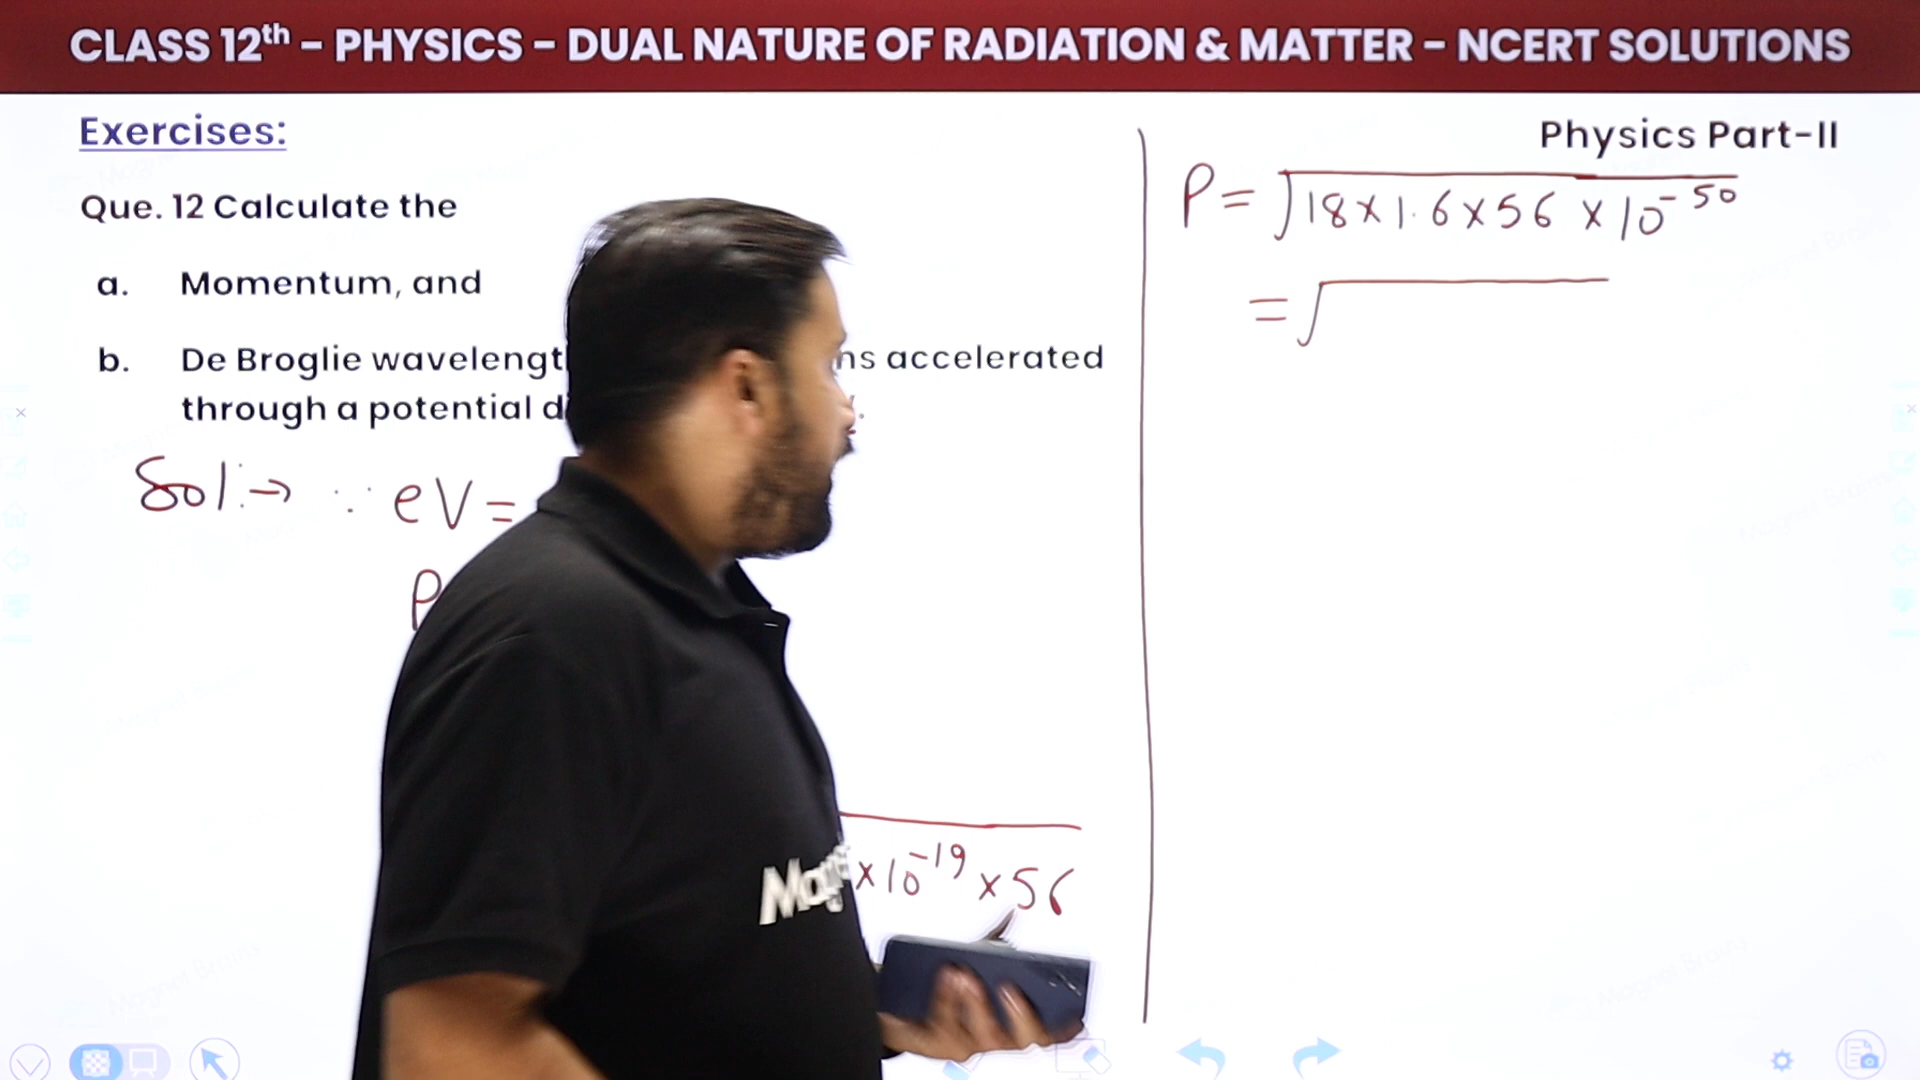 CLASS 12th – PHYSICS – DUAL NATURE OF RADIATION & MATTER – NCERT SOLUTIONS
Exercises:
Physics Part-II
Que. 12 Calculate the
a. Momentum, and
b. De Broglie wavelengt ns accelerated
through a potential d .
Sol:→ ∵ eV =
P
×10⁻¹⁹ ×56
P = √18×1.6×56 ×10⁻⁵⁰
= √